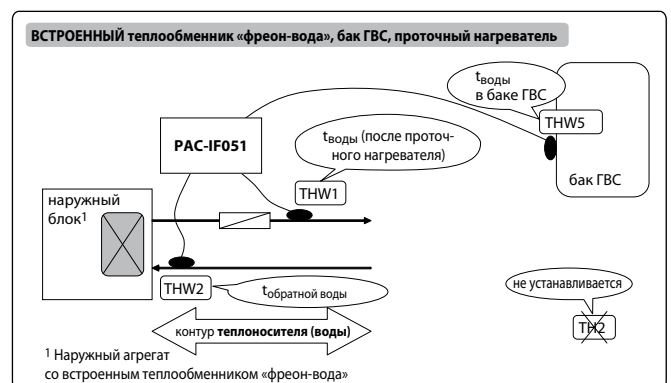 ВСТРОЕННЫЙ теплообменник «фреон-вода», бак ГВС, проточный нагреватель
tводы
в баке ГВС
THW5
бак ГВС
PAC-IF051
tводы (после проточ-
ного нагревателя)
THW1
наружный
блок1
THW2
tобратной воды
не устанавливается
TH2
контур теплоносителя (воды)
1 Наружный агрегат
со встроенным теплообменником «фреон-вода»